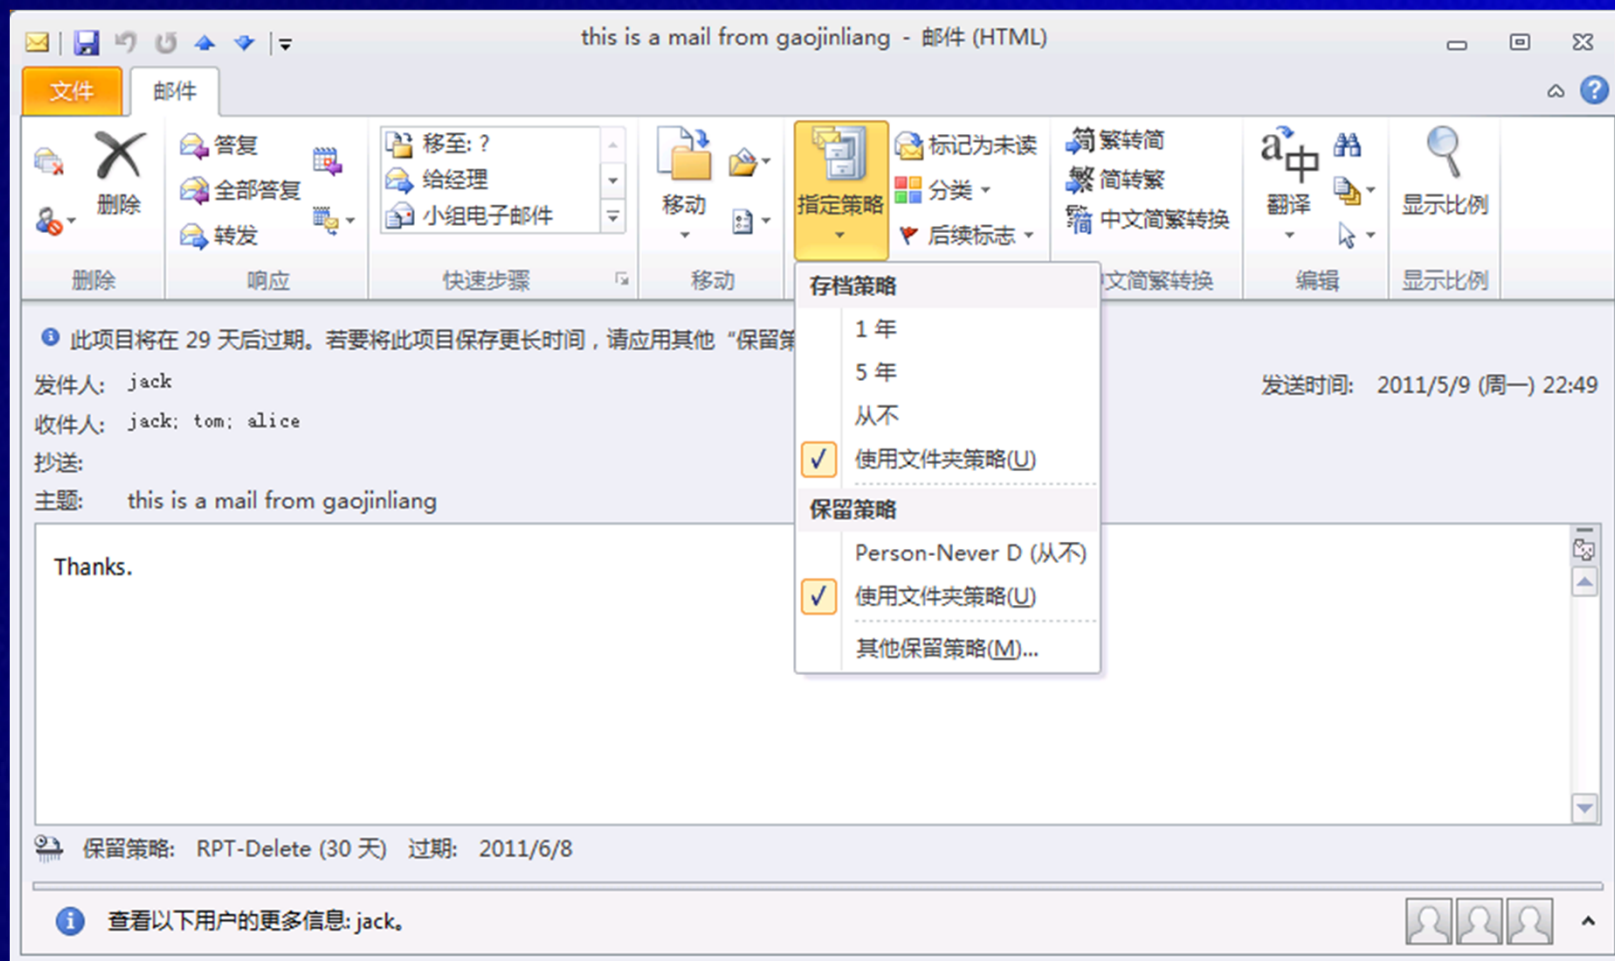 this is a mail from gaojinliang - 邮件 (HTML)
文件 邮件
删除
答复
全部答复
转发
移至: ?
给经理
小组电子邮件
移动
指定策略
标记为未读
分类
后续标志
繁 繁转简
繁 简转繁
繁简 中文简繁转换
a中
翻译
显示比例
删除 响应 快速步骤 移动 文简繁转换 编辑 显示比例
存档策略
1 年
5 年
从不
使用文件夹策略(U)
保留策略
Person-Never D (从不)
使用文件夹策略(U)
其他保留策略(M)...
此项目将在 29 天后过期。若要将此项目保存更长时间，请应用其他“保留策
发件人: jack
发送时间: 2011/5/9 (周一) 22:49
收件人: jack; tom; alice
抄送:
主题: this is a mail from gaojinliang
Thanks.
保留策略: RPT-Delete (30 天) 过期: 2011/6/8
查看以下用户的更多信息: jack。